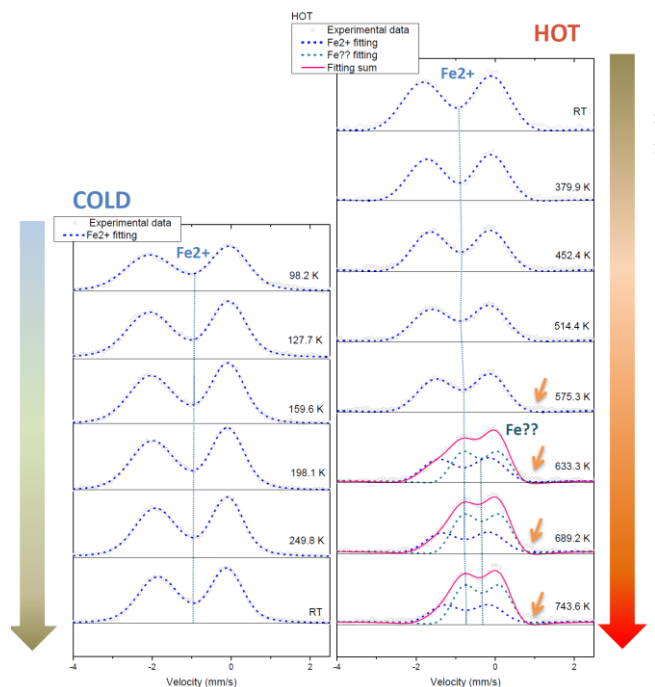 COLD
Experimental data
Fe2+ fitting
Fe2+
98.2 K
127.7 K
159.6 K
198.1 K
249.8 K
RT
-4
-2
0
2
Velocity (mm/s)
HOT
Experimental data
Fe2+ fitting
Fe?? fitting
Fitting sum
HOT
Fe2+
RT
379.9 K
452.4 K
514.4 K
575.3 K
Fe??
633.3 K
689.2 K
743.6 K
-4
-2
0
2
Velocity (mm/s)